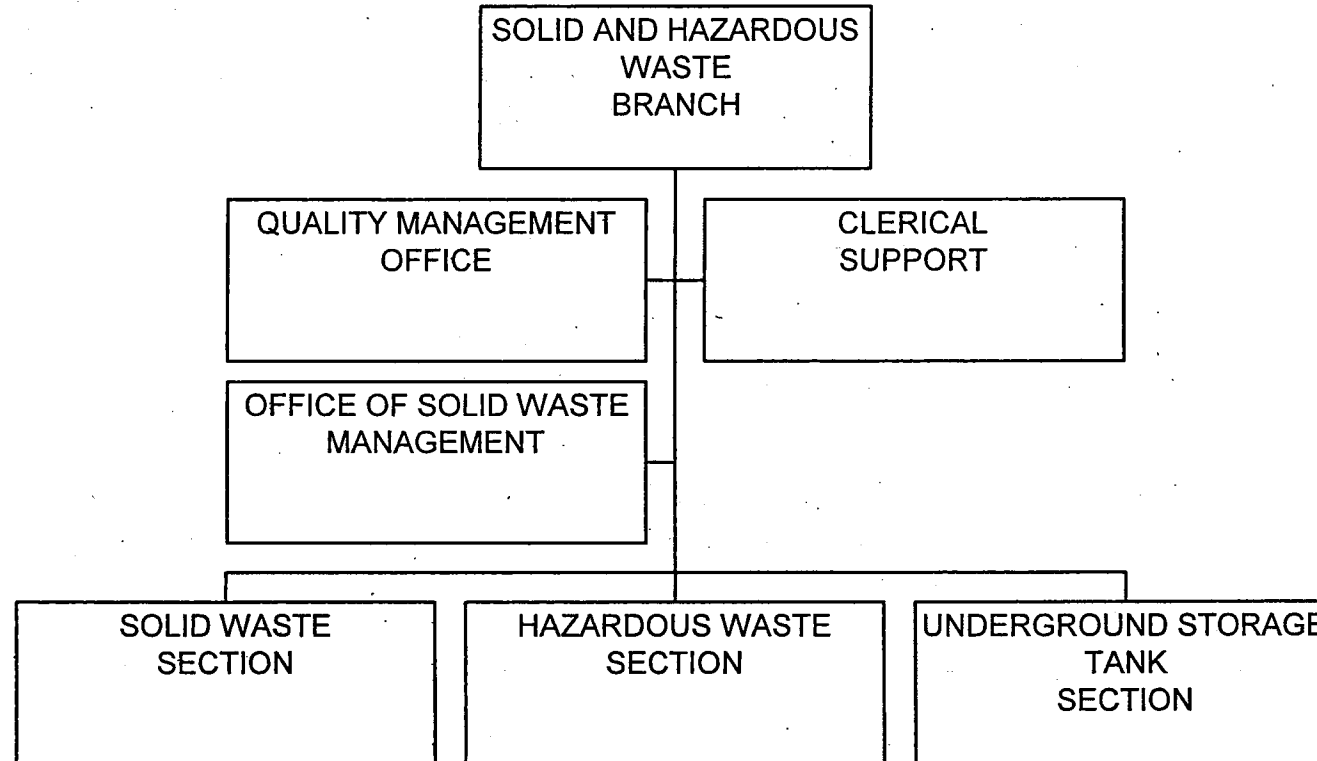 SOLID AND HAZARDOUS
WASTE
BRANCH
QUALITY MANAGEMENT
OFFICE
CLERICAL
SUPPORT
OFFICE OF SOLID WASTE
MANAGEMENT
SOLID WASTE
SECTION
HAZARDOUS WASTE
SECTION
UNDERGROUND STORAGE
TANK
SECTION